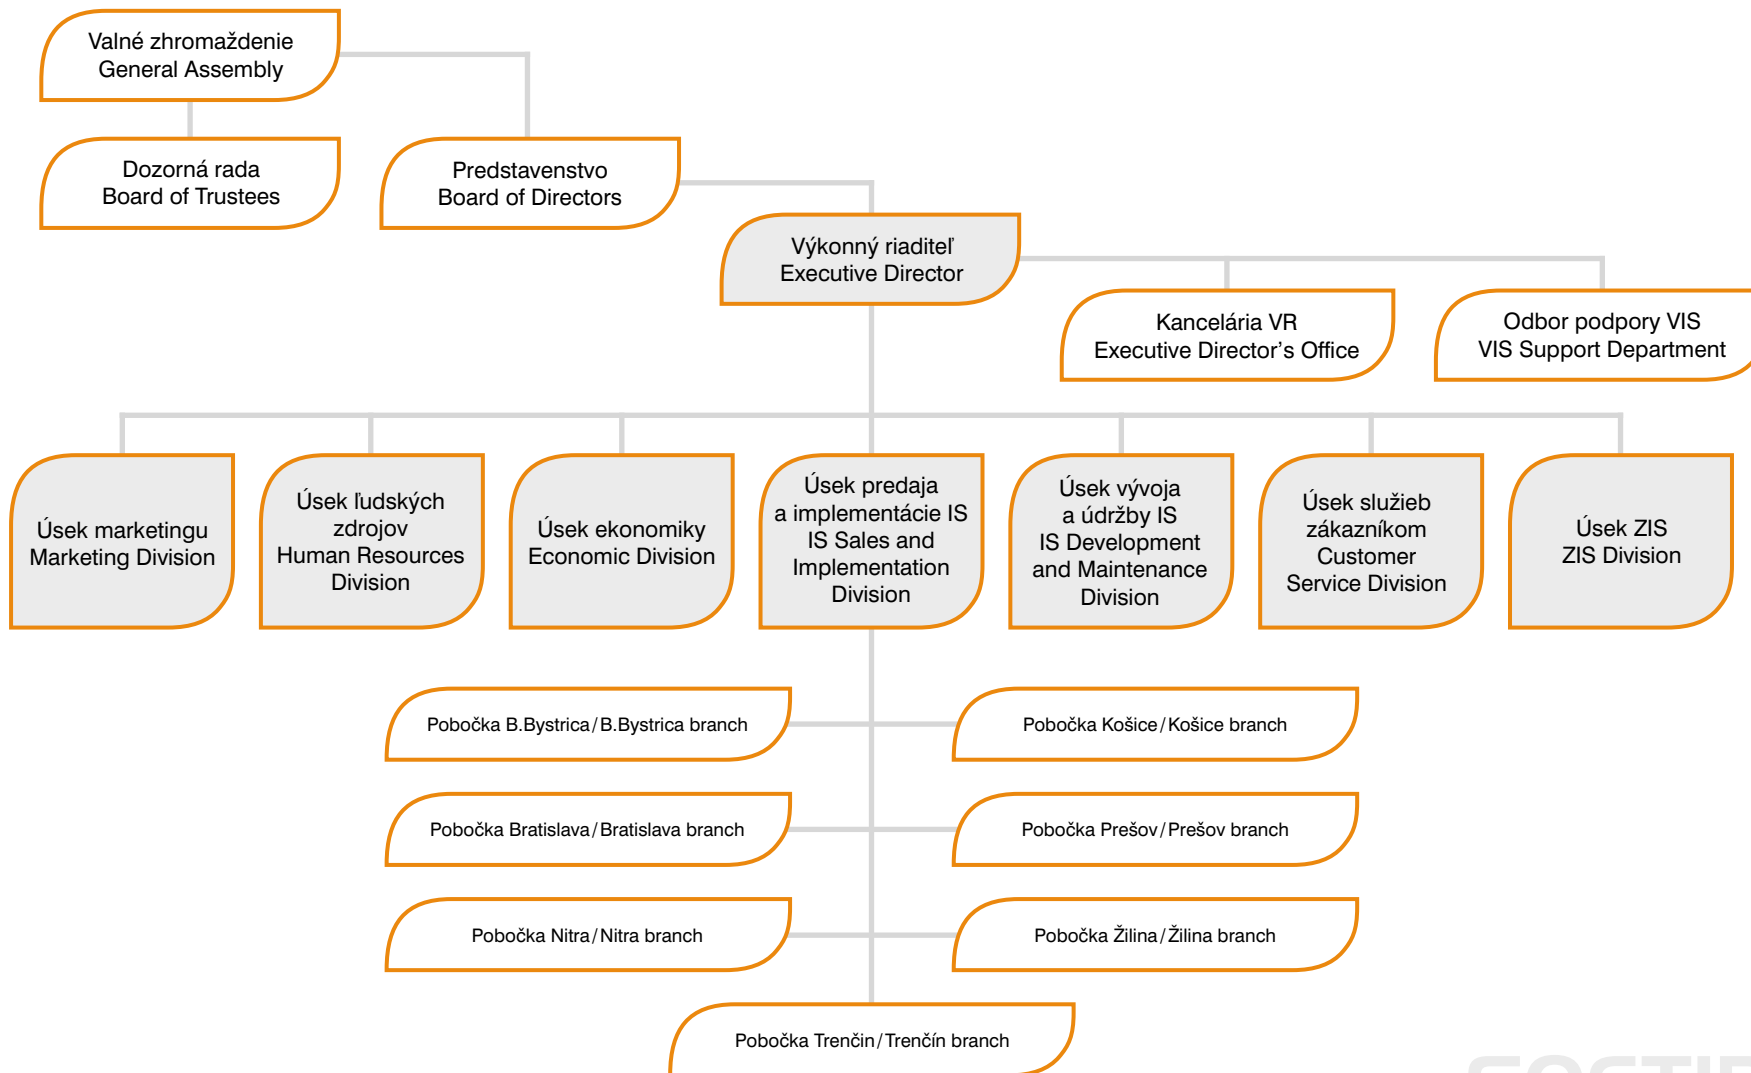 Valné zhromaždenie
General Assembly
Dozorná rada
Board of Trustees
Predstavenstvo
Board of Directors
Výkonný riaditeľ
Executive Director
Kancelária VR
Executive Director’s Office
Odbor podpory VIS
VIS Support Department
Úsek marketingu
Marketing Division
Úsek ľudských
zdrojov
Human Resources
Division
Úsek ekonomiky
Economic Division
Úsek predaja
a implementácie IS
IS Sales and
Implementation
Division
Úsek vývoja
a údržby IS
IS Development
and Maintenance
Division
Úsek služieb
zákazníkom
Customer
Service Division
Úsek ZIS
ZIS Division
Pobočka B.Bystrica/B.Bystrica branch
Pobočka Košice/Košice branch
Pobočka Bratislava/Bratislava branch
Pobočka Prešov/Prešov branch
Pobočka Nitra/Nitra branch
Pobočka Žilina/Žilina branch
Pobočka Trenčin/Trenčín branch